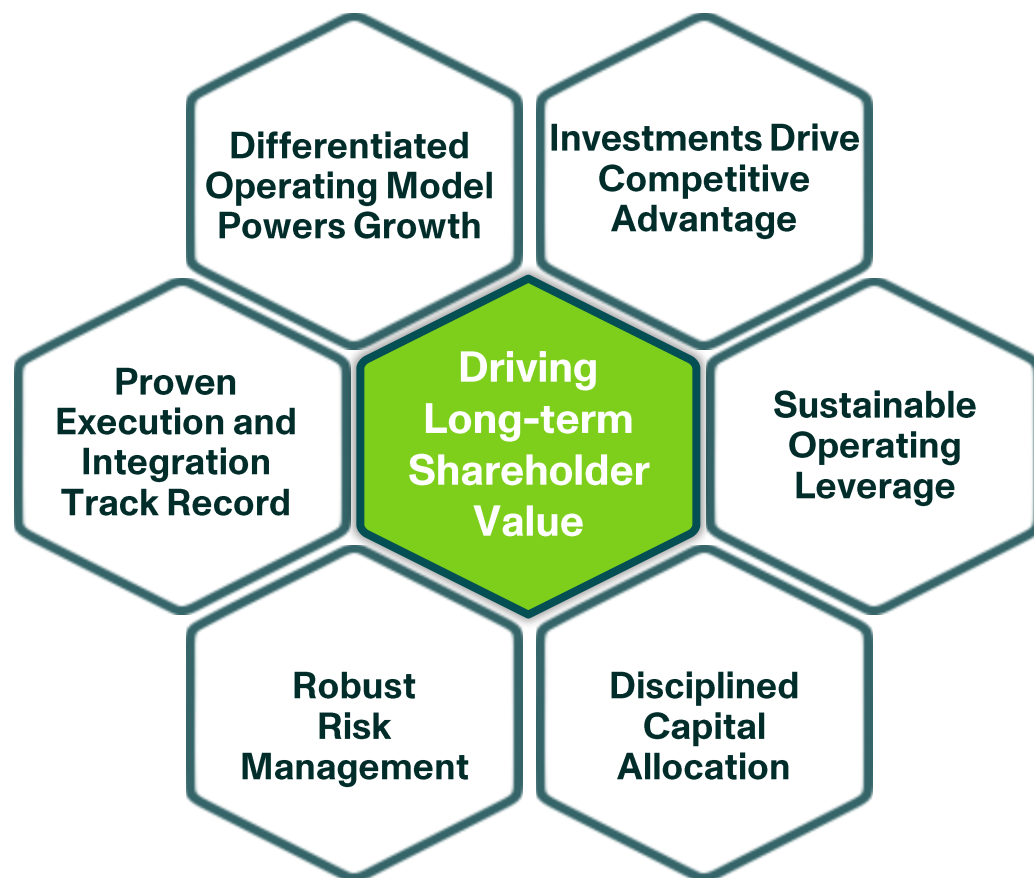 Differentiated
Operating Model
Powers Growth
Investments Drive
Competitive
Advantage
Proven
Execution and
Integration
Track Record
Driving
Long-term
Shareholder
Value
Sustainable
Operating
Leverage
Robust
Risk
Management
Disciplined
Capital
Allocation